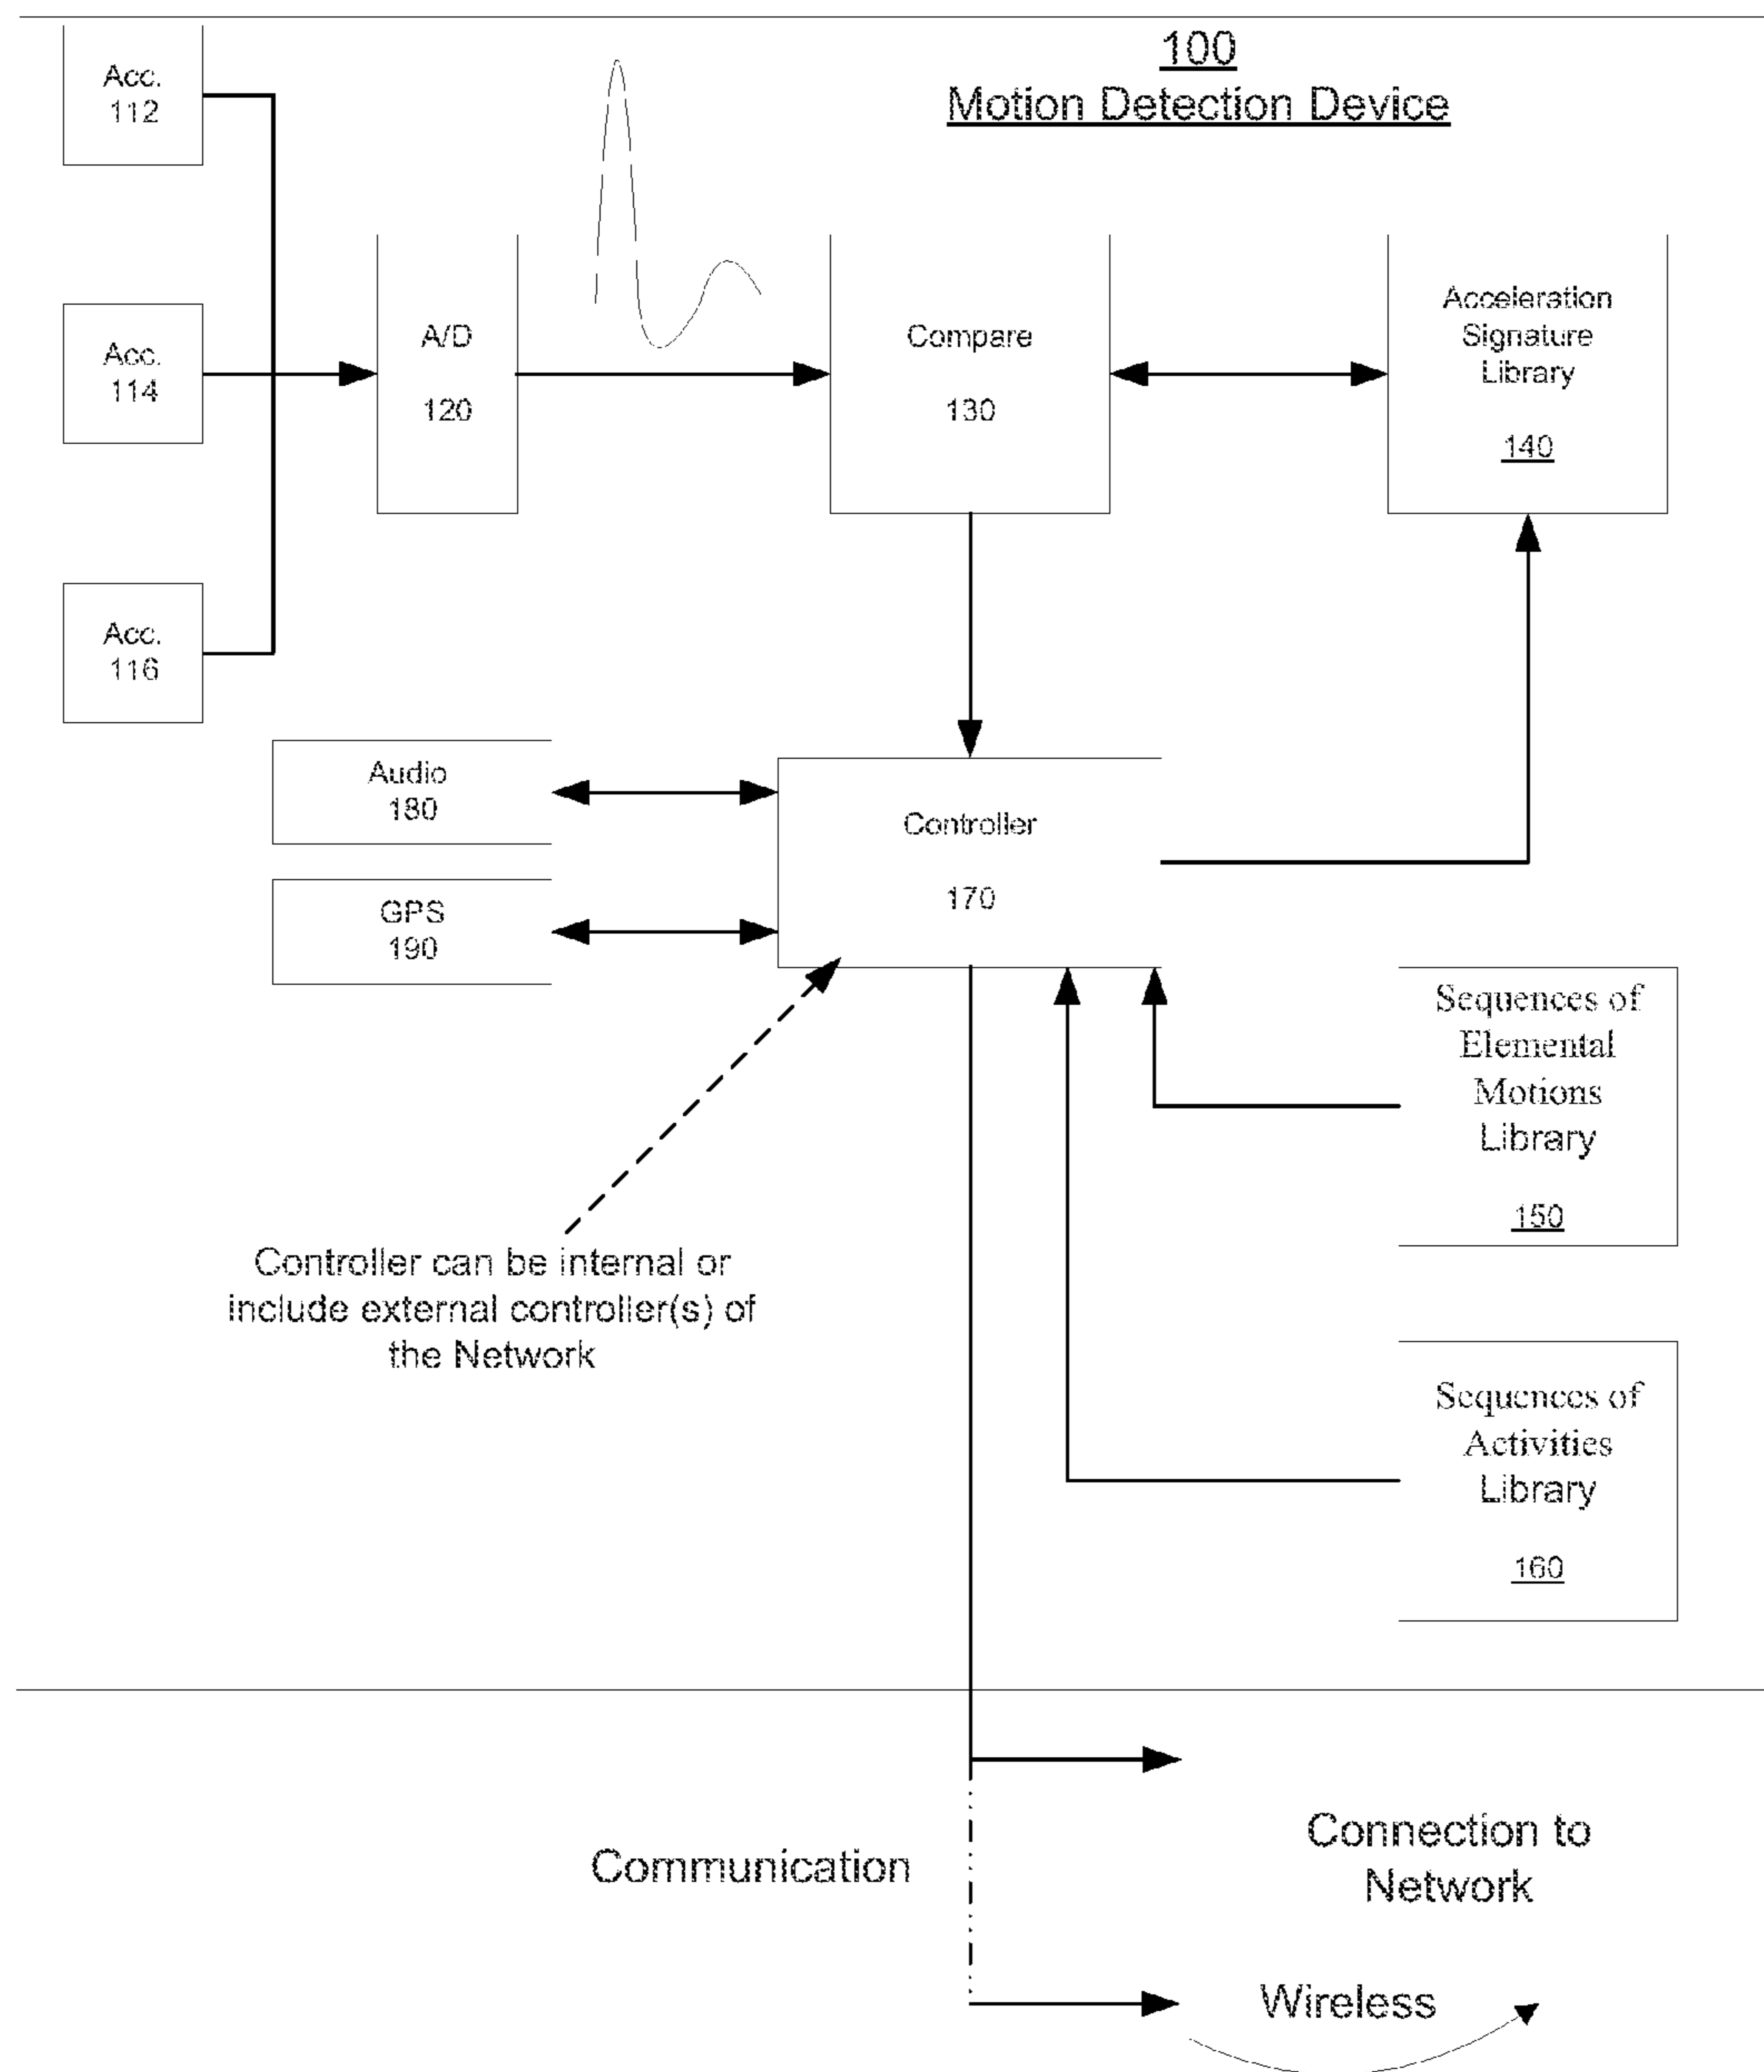 100
Motion Detection Device
Acc.
112
Acc.
114
Acc.
116
A/D
120
Compare
130
Acceleration
Signature
Library
140
Audio
180
GPS
190
Controller
170
Sequences of
Elemental
Motions
Library
150
Controller can be internal or
include external controller(s) of
the Network
Sequences of
Activities
Library
160
Communication
Connection to
Network
Wireless